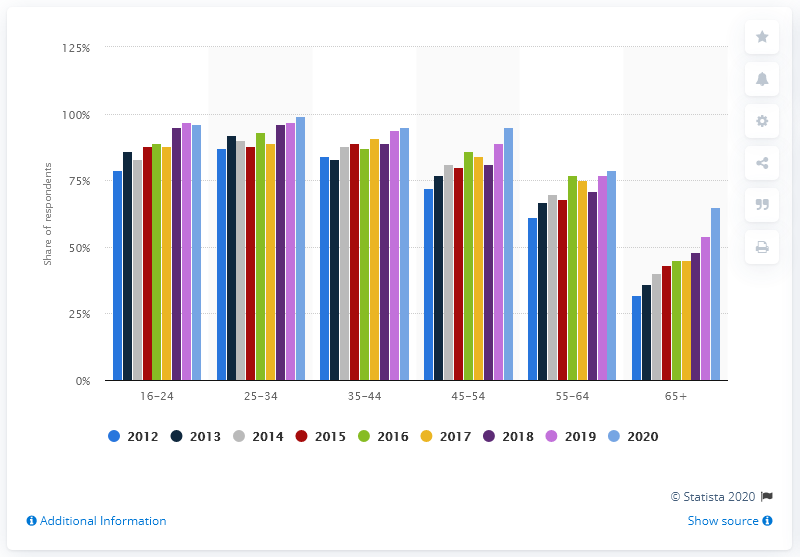 125%
100%
75%
50%
25%
0%
Share of respondents
16-24 25-34 35-44 45-54 55-64 65+
2012 2013 2014 2015 2016 2017 2018 2019 2020
© Statista 2020
Additional Information Show source